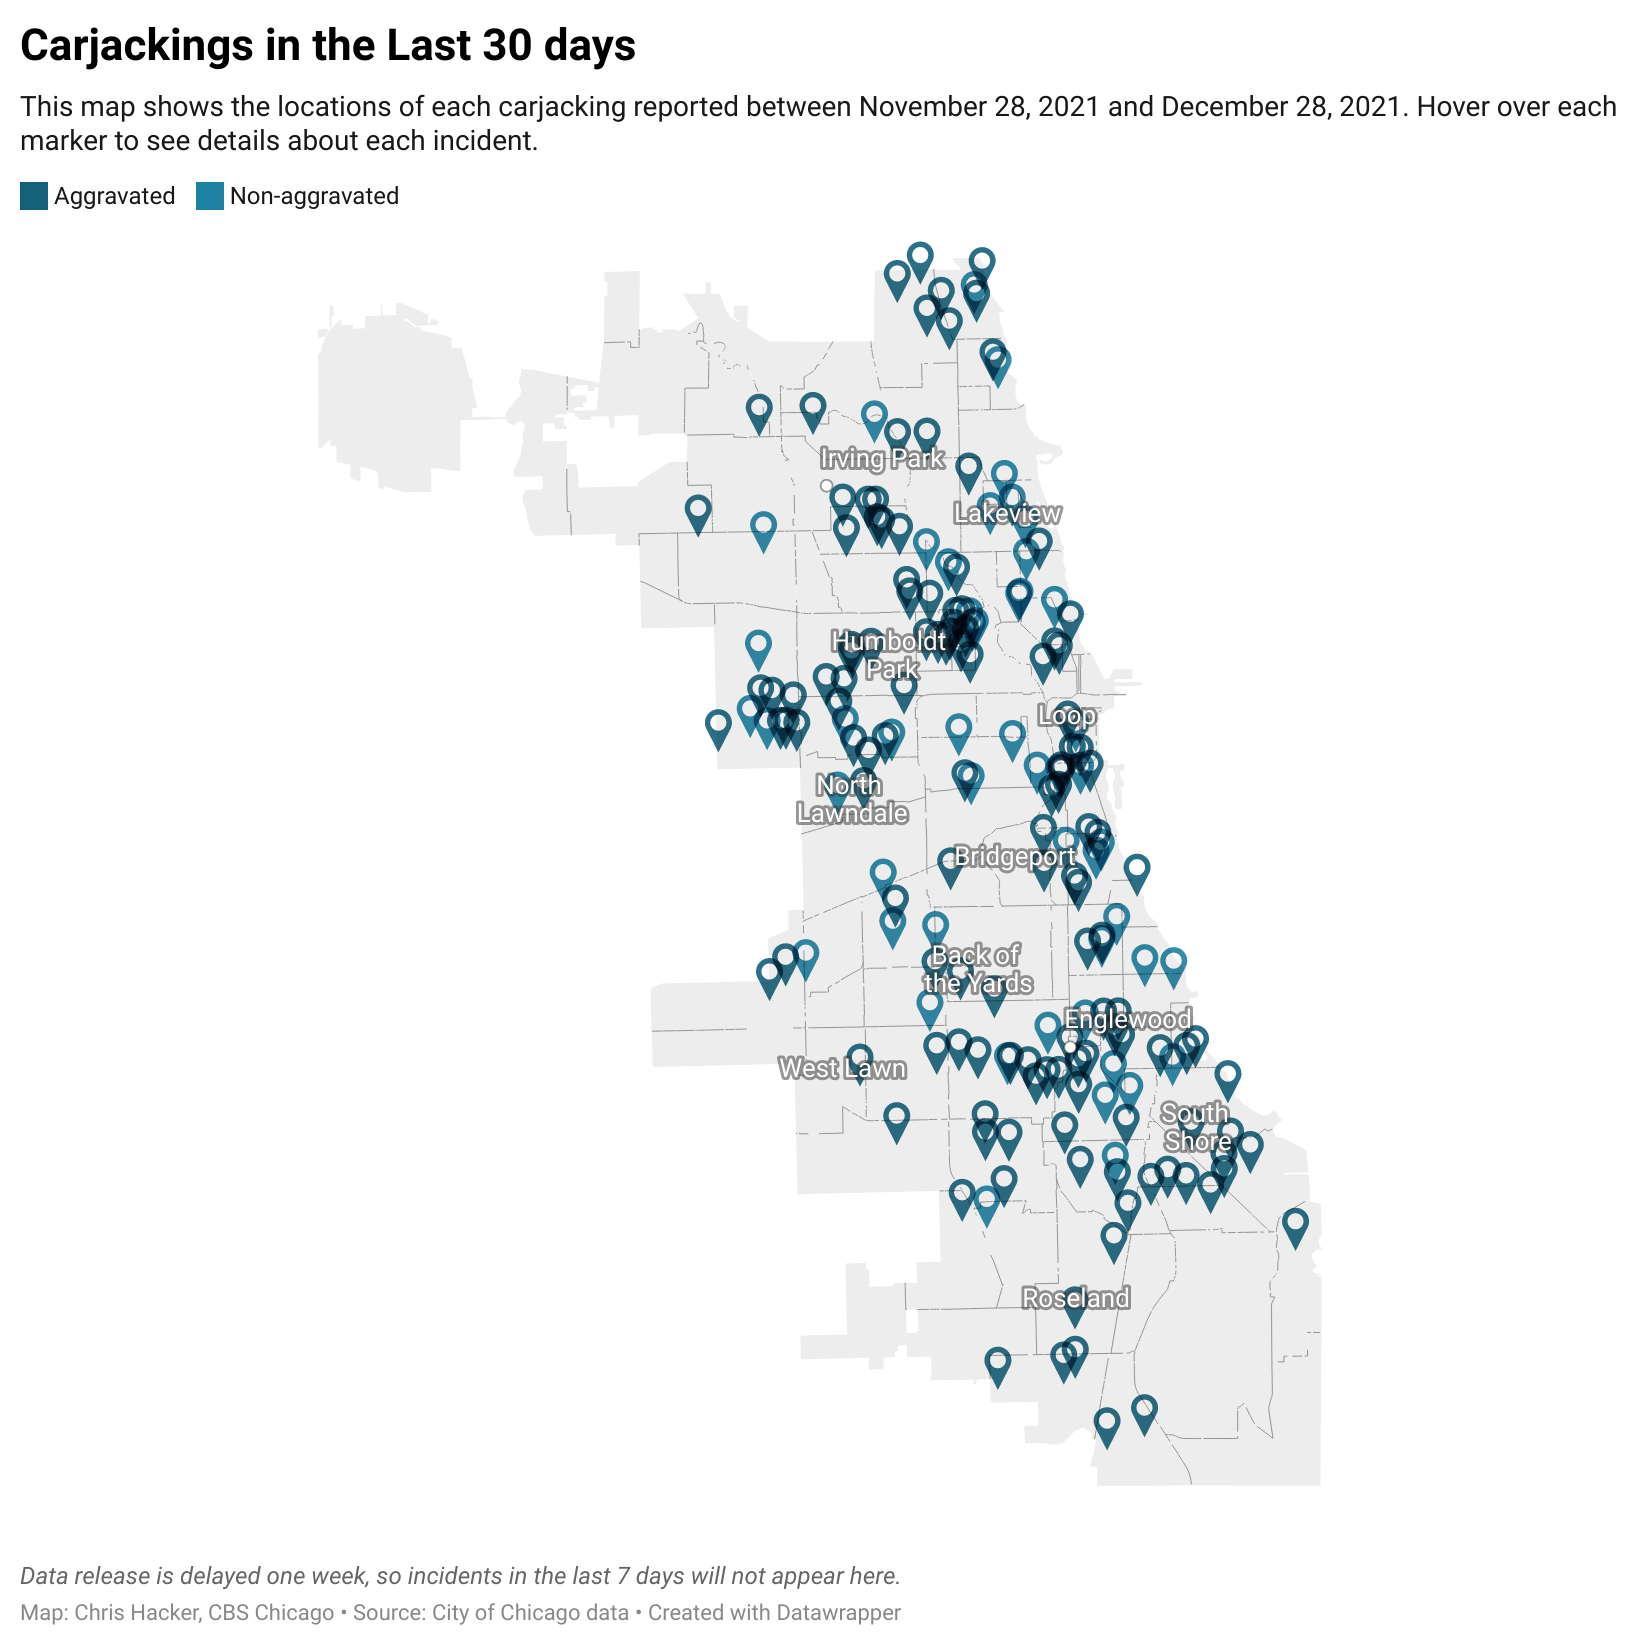 Carjackings in the Last 30 days
This map shows the locations of each carjacking reported between November 28, 2021 and December 28, 2021. Hover over each
marker to see details about each incident.
Aggravated Non-aggravated
Irving Park
Lakeview
Humboldt
Park
Loop
North
Lawndale
Bridgeport
Back of
the Yards
Englewood
West Lawn
South
Shore
Roseland
Data release is delayed one week, so incidents in the last 7 days will not appear here.
Map: Chris Hacker, CBS Chicago • Source: City of Chicago data • Created with Datawrapper